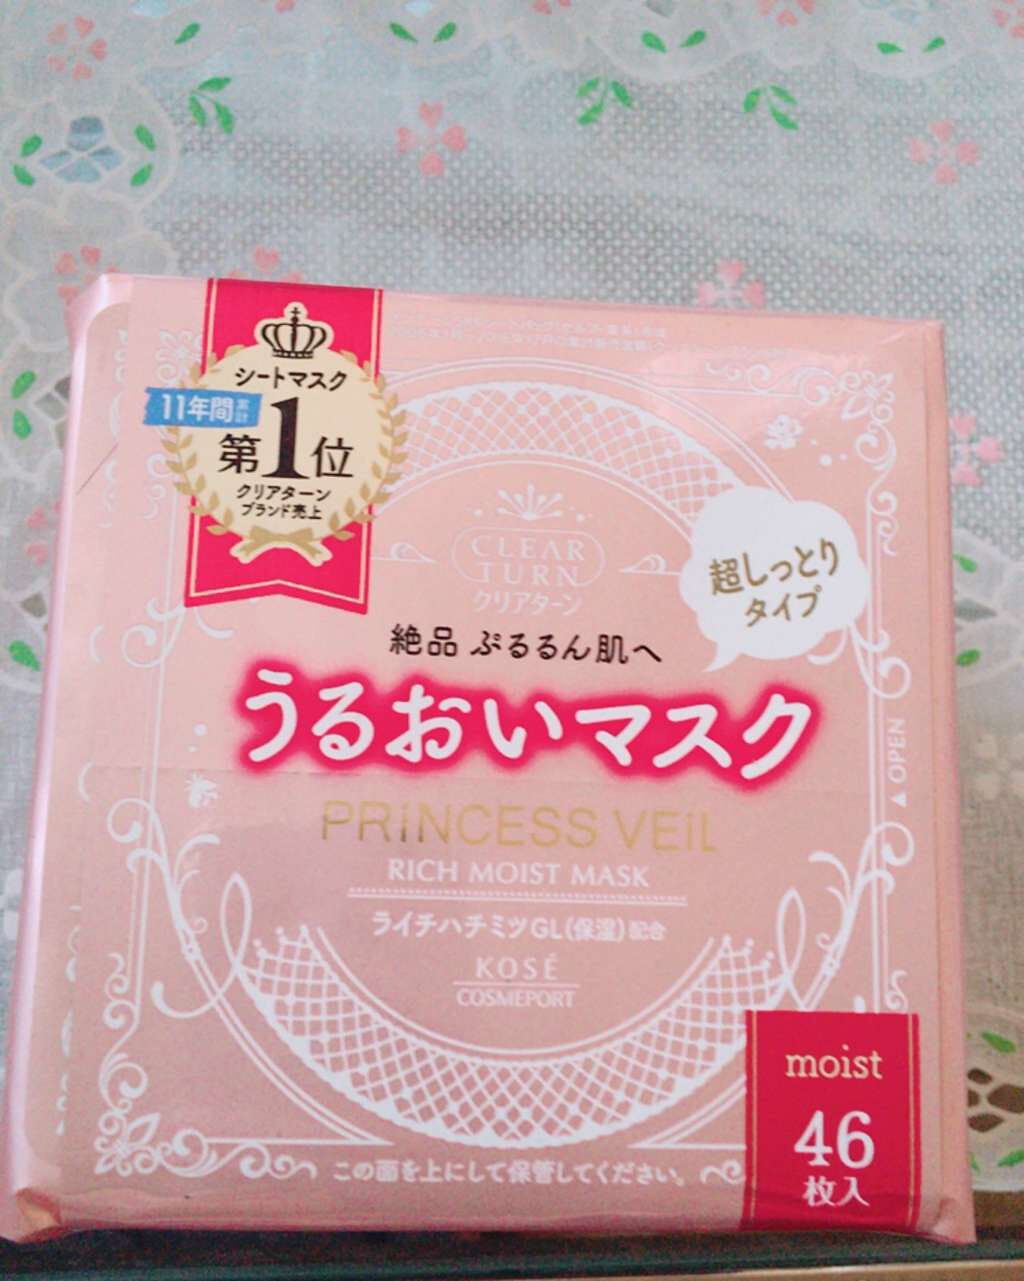 シートマスク
11年間累計
第1位
クリアターン
ブランド売上
CLEAR
TURN
クリアターン
超しっとり
タイプ
絶品 ぷるるん肌へ
うるおいマスク
PRiNCESS VEiL
RICH MOIST MASK
ライチハチミツGL(保湿)配合
KOSÉ
COSMEPORT
▲OPEN
moist
46
枚入
この面を上にして保管してください。